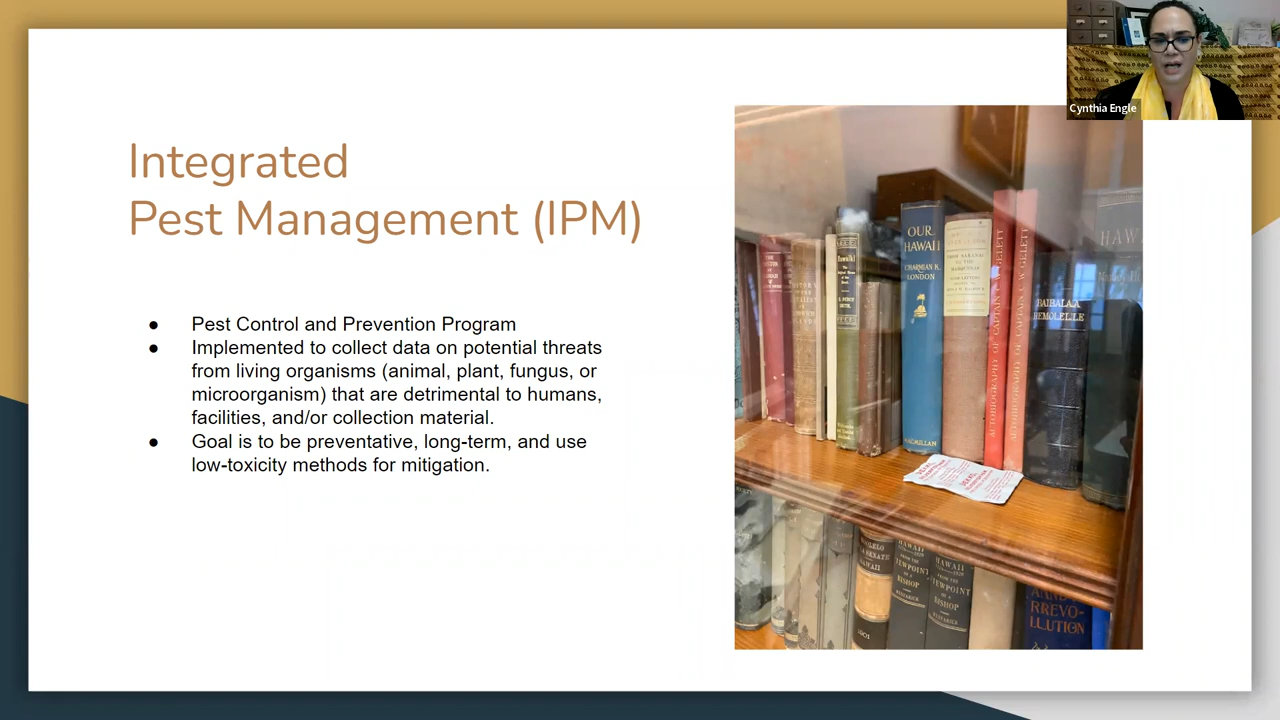 Integrated
Pest Management (IPM)
● Pest Control and Prevention Program
● Implemented to collect data on potential threats
from living organisms (animal, plant, fungus, or
microorganism) that are detrimental to humans,
facilities, and/or collection material.
● Goal is to be preventative, long-term, and use
low-toxicity methods for mitigation.
Cynthia Engle
OUR
HAWAII
CHARMIAN K.
LONDON
MACMILLAN
AUTOBIOGRAPHY OF CAPTAIN C. W. GELETT
AUTOBIOGRAPHY OF CAPTAIN C. W. GELETT
BAIBALA
HEMOLELE
HAWAII
FROM THE
VIEWPOINT
OF A
BISHOP
RESTARICK
HAWAII
FROM THE
VIEWPOINT
OF A
BISHOP
RESTARICK
1901